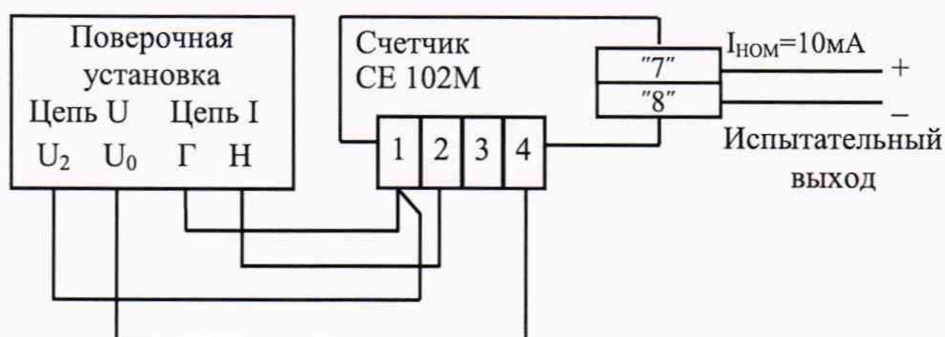 Поверочная
установка
Цепь U Цепь I
U₂ U₀ Г Н
Счетчик
СЕ 102М
1 2 3 4
"7"
"8"
Iном=10мА
+
−
Испытательный
выход